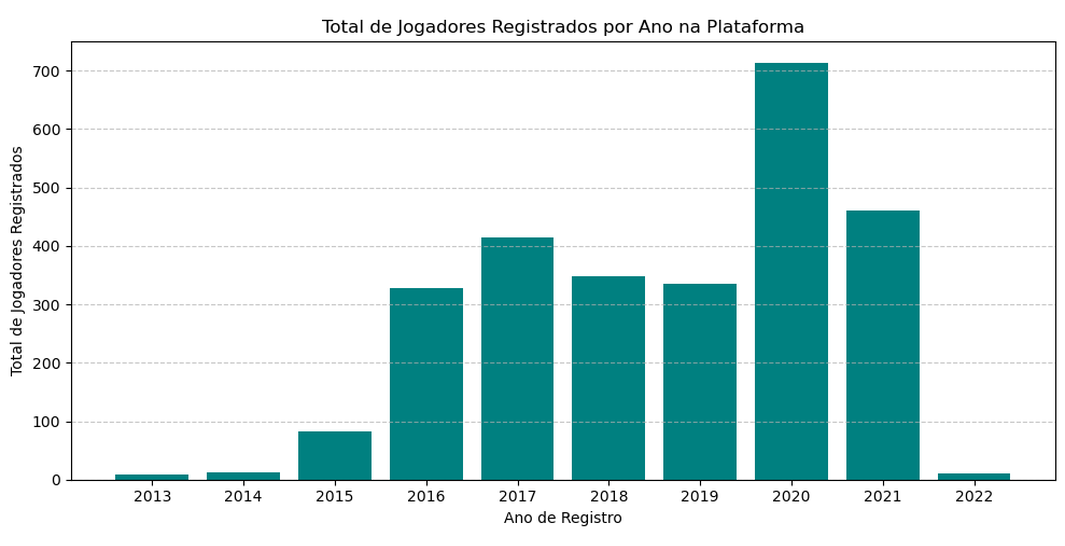 Total de Jogadores Registrados por Ano na Plataforma
Total de Jogadores Registrados
700
600
500
400
300
200
100
0
2013 2014 2015 2016 2017 2018 2019 2020 2021 2022
Ano de Registro